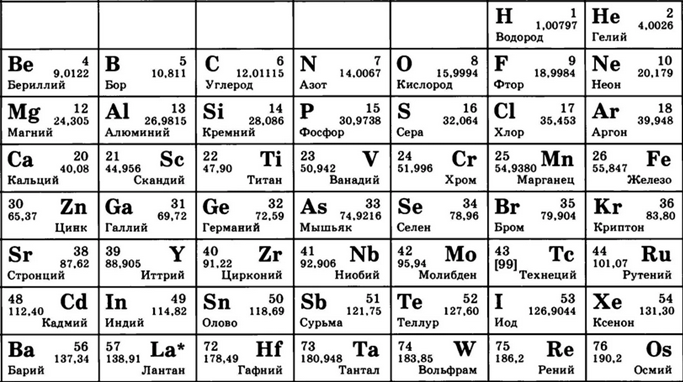 H 1 He 2
1,00797 4,0026
Водород Гелий
Be 4 B 5 C 6 N 7 O 8 F 9 Ne 10
9,0122 10,811 12,01115 14,0067 15,9994 18,9984 20,179
Бериллий Бор Углерод Азот Кислород Фтор Неон
Mg 12 Al 13 Si 14 P 15 S 16 Cl 17 Ar 18
24,305 26,9815 28,086 30,9738 32,064 35,453 39,948
Магний Алюминий Кремний Фосфор Сера Хлор Аргон
Ca 20 21 Sc 22 Ti 23 V 24 Cr 25 Mn 26 Fe
40,08 44,956 47,90 50,942 51,996 54,9380 55,847
Кальций Скандий Титан Ванадий Хром Марганец Железо
30 Zn Ga 31 Ge 32 As 33 Se 34 Br 35 Kr 36
65,37 69,72 72,59 74,9216 78,96 79,904 83,80
Цинк Галлий Германий Мышьяк Селен Бром Криптон
Sr 38 39 Y 40 Zr 41 Nb 42 Mo 43 Tc 44 Ru
87,62 88,905 91,22 92,906 95,94 [99] 101,07
Стронций Иттрий Цирконий Ниобий Молибден Технеций Рутений
48 Cd In 49 Sn 50 Sb 51 Te 52 I 53 Xe 54
112,40 114,82 118,69 121,75 127,60 126,9044 131,30
Кадмий Индий Олово Сурьма Теллур Иод Ксенон
Ba 56 57 La* 72 Hf 73 Ta 74 W 75 Re 76 Os
137,34 138,91 178,49 180,948 183,85 186,2 190,2
Барий Лантан Гафний Тантал Вольфрам Рений Осмий